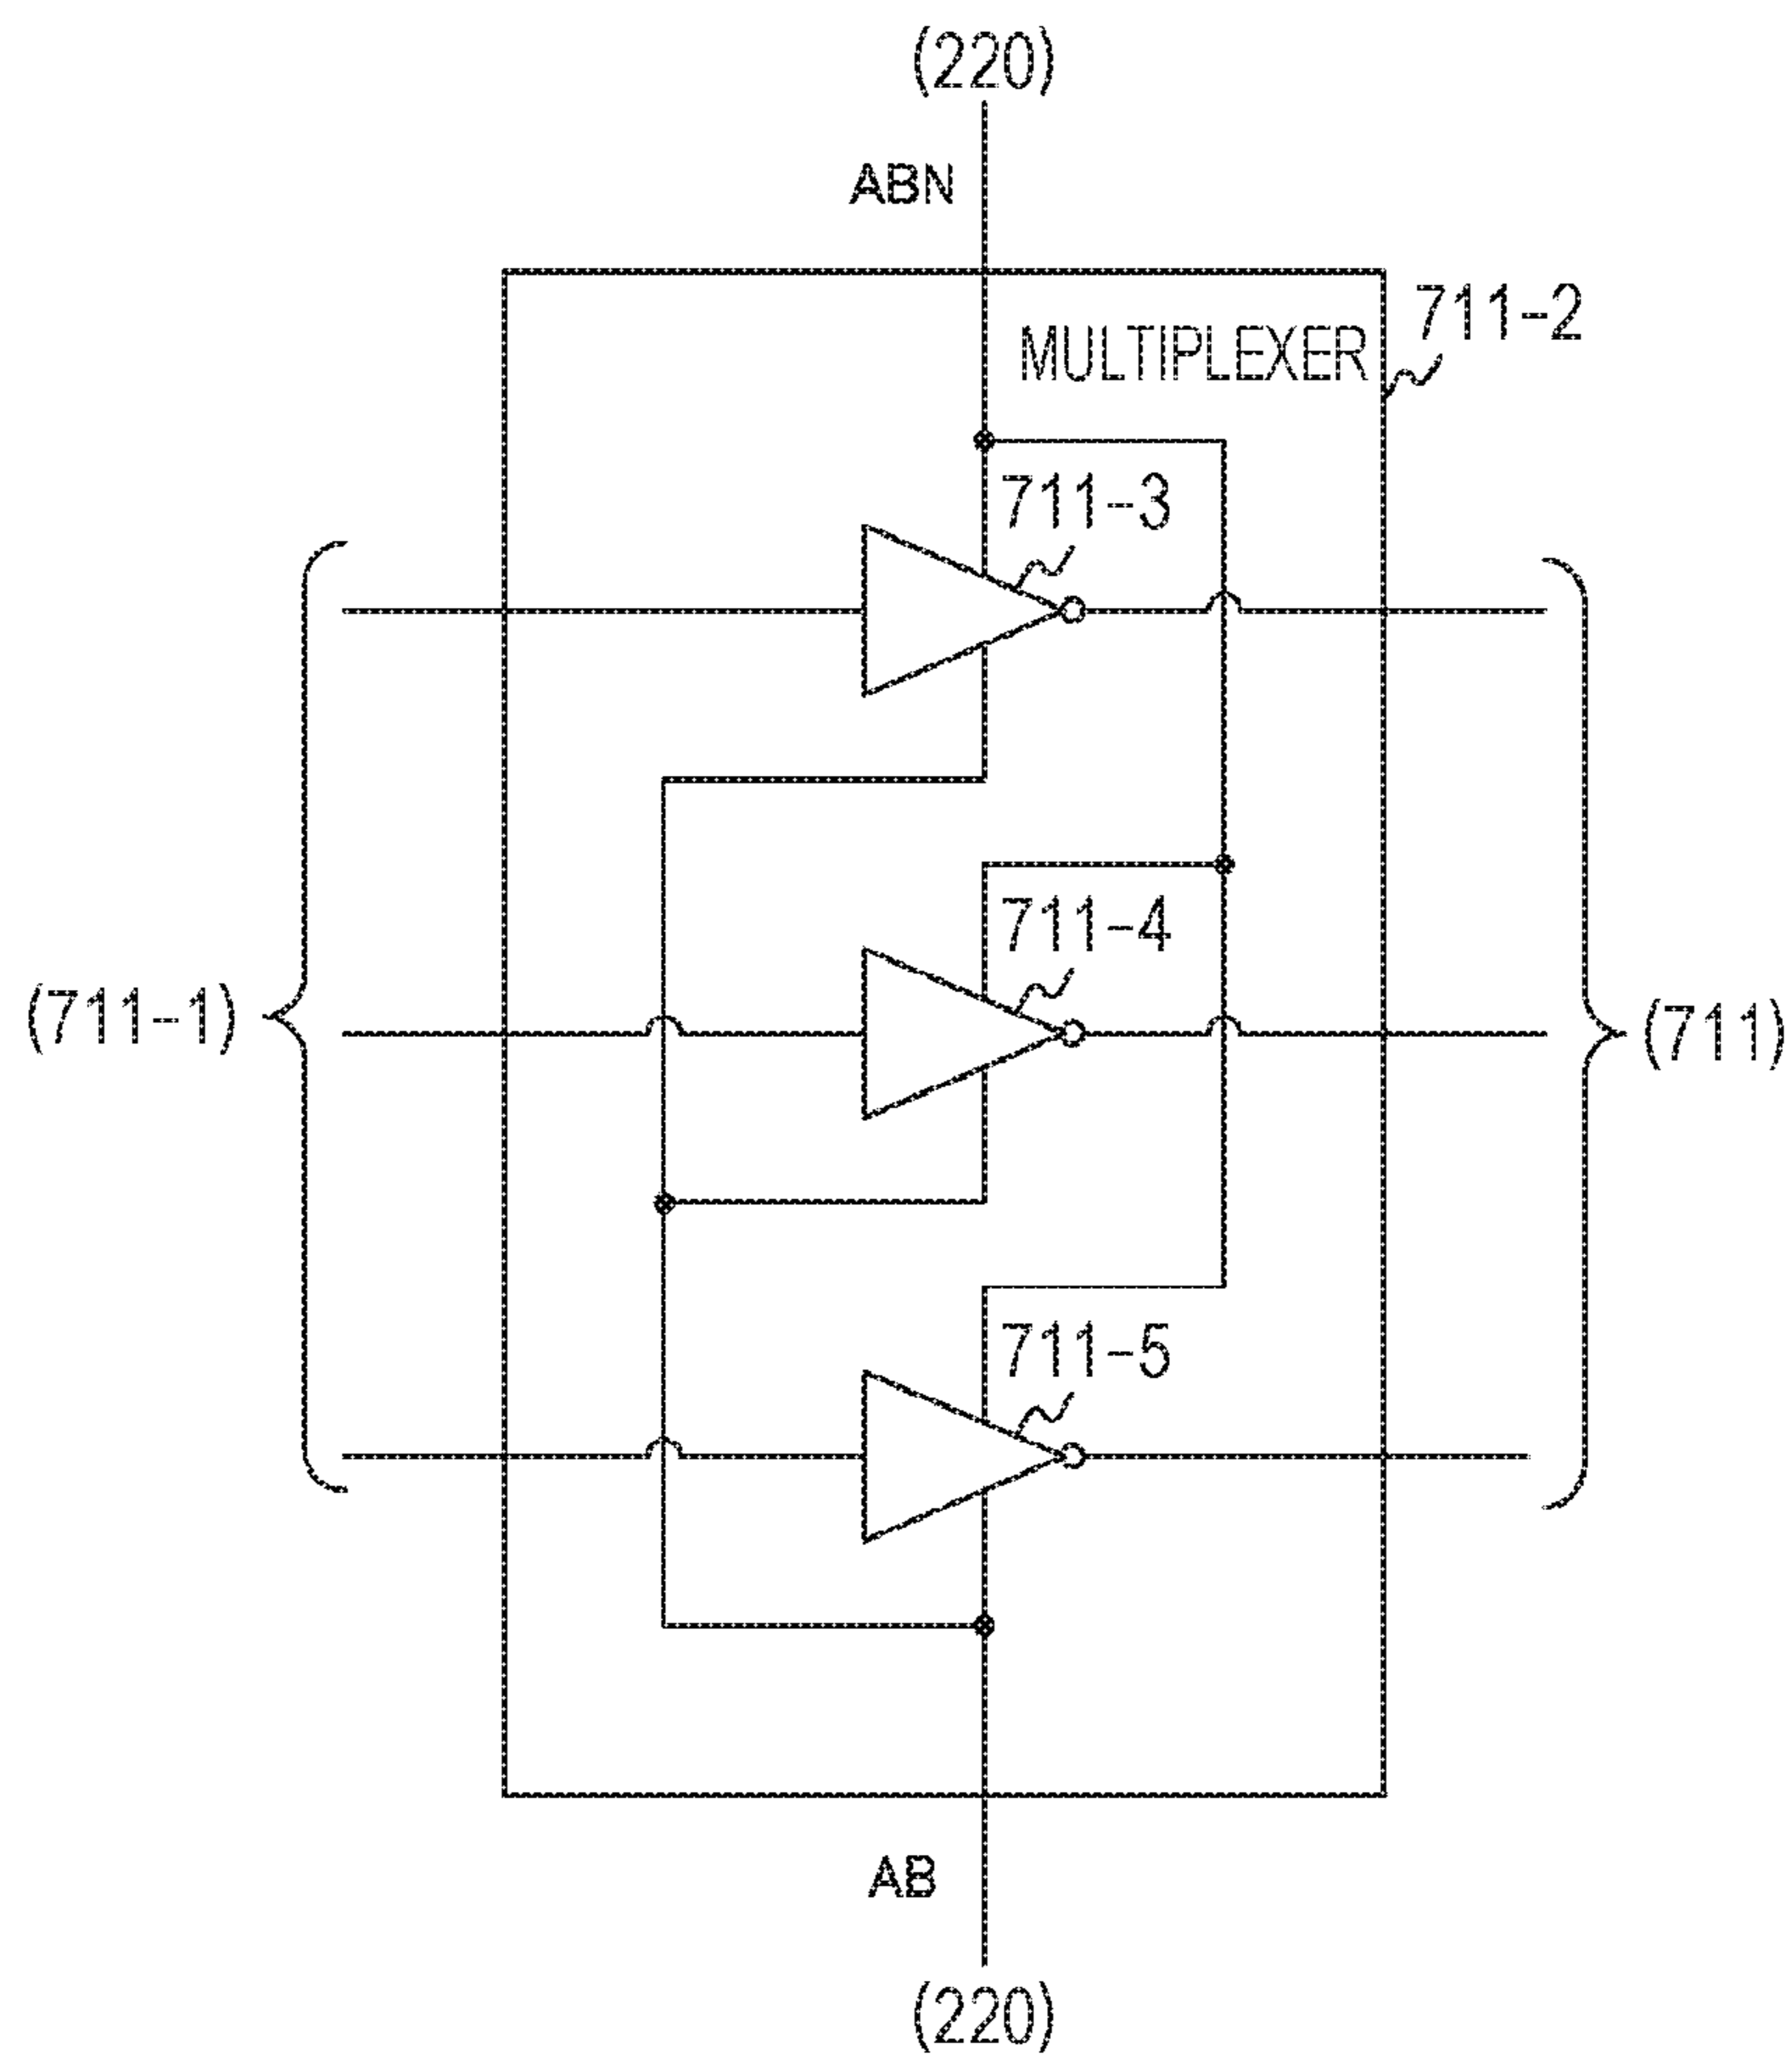 (220)
ABN
711-2
MULTIPLEXER
711-3
711-4
(711-1)
(711)
711-5
AB
(220)